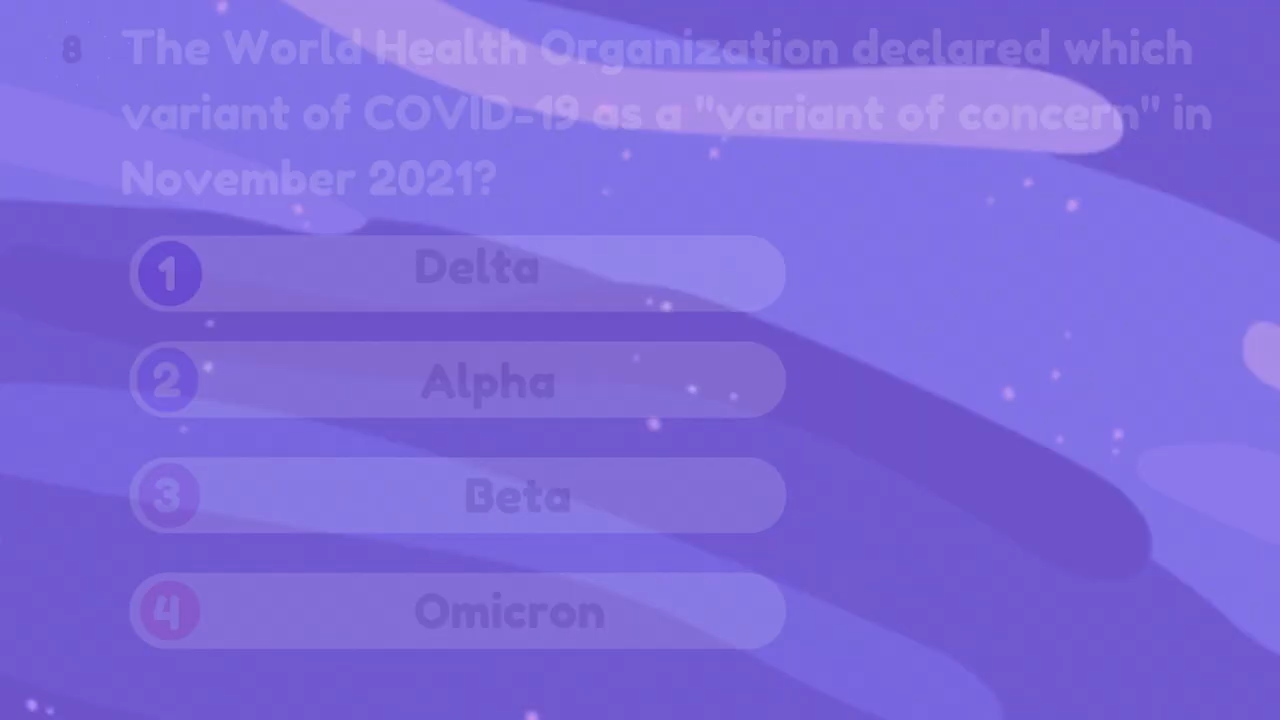 8 The World Health Organization declared which
variant of COVID-19 as a "variant of concern" in
November 2021?
1 Delta
2 Alpha
3 Beta
4 Omicron